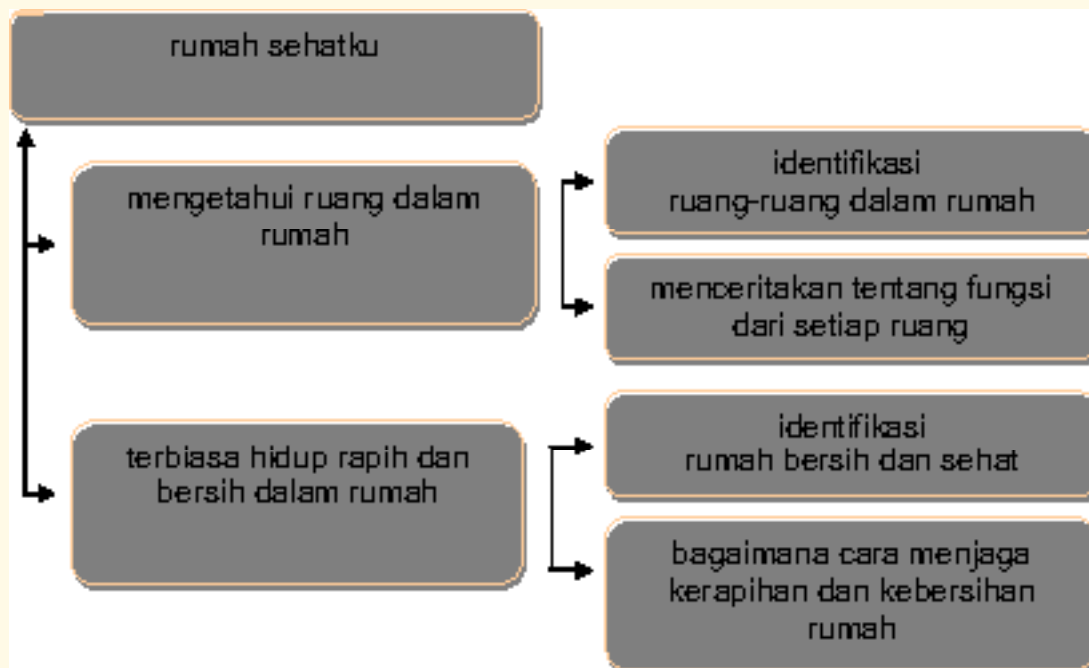 rumah sehatku
mengetahui ruang dalam
rumah
identifikasi
ruang-ruang dalam rumah
menceritakan tentang fungsi
dari setiap ruang
terbiasa hidup rapih dan
bersih dalam rumah
identifikasi
rumah bersih dan sehat
bagaimana cara menjaga
kerapihan dan kebersihan
rumah